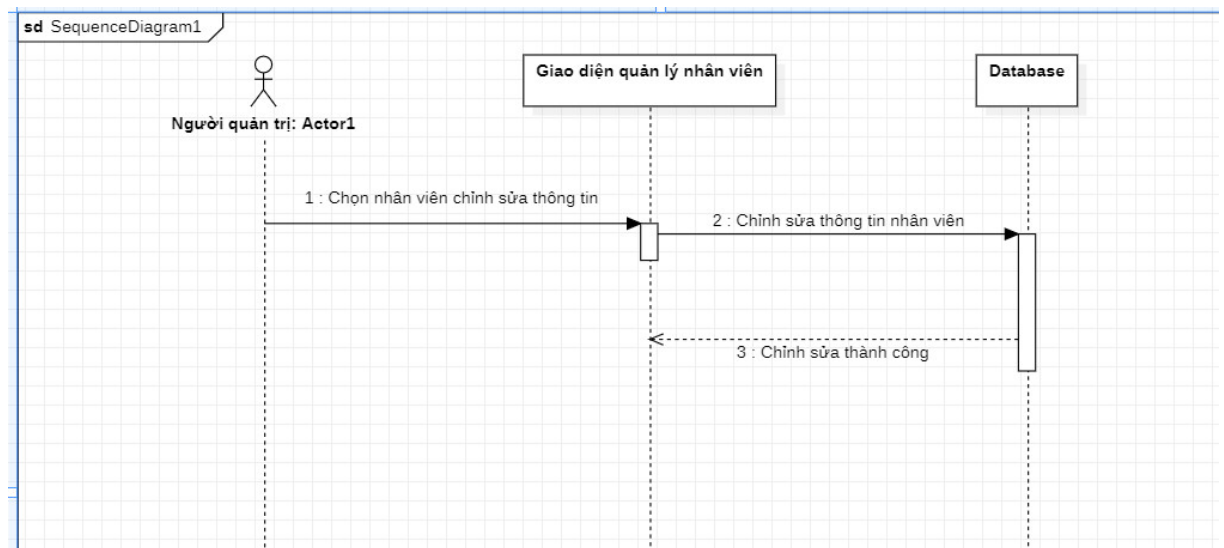 sd SequenceDiagram1
Giao diện quản lý nhân viên
Database
Người quản trị: Actor1
1 : Chọn nhân viên chỉnh sửa thông tin
2 : Chỉnh sửa thông tin nhân viên
3 : Chỉnh sửa thành công